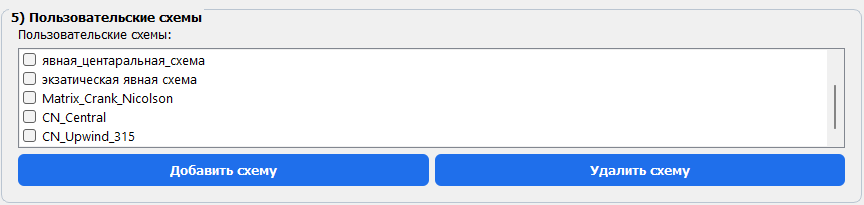 5) Пользовательские схемы
Пользовательские схемы:
явная_центаральная_схема
экзатическая явная схема
Matrix_Crank_Nicolson
CN_Central
CN_Upwind_315
Добавить схему
Удалить схему